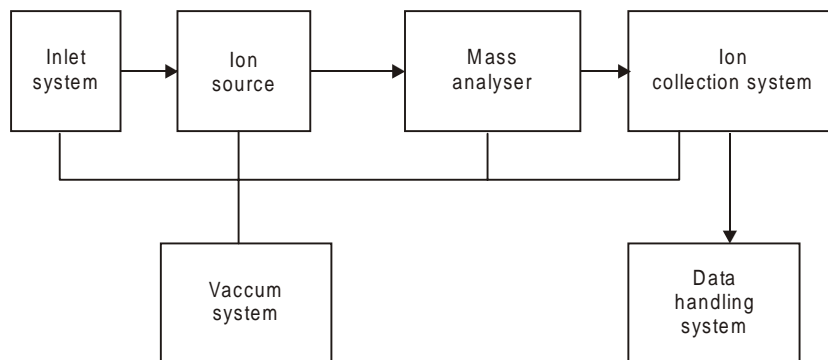 Inlet
system
Ion
source
Mass
analyser
Ion
collection system
Vaccum
system
Data
handling
system